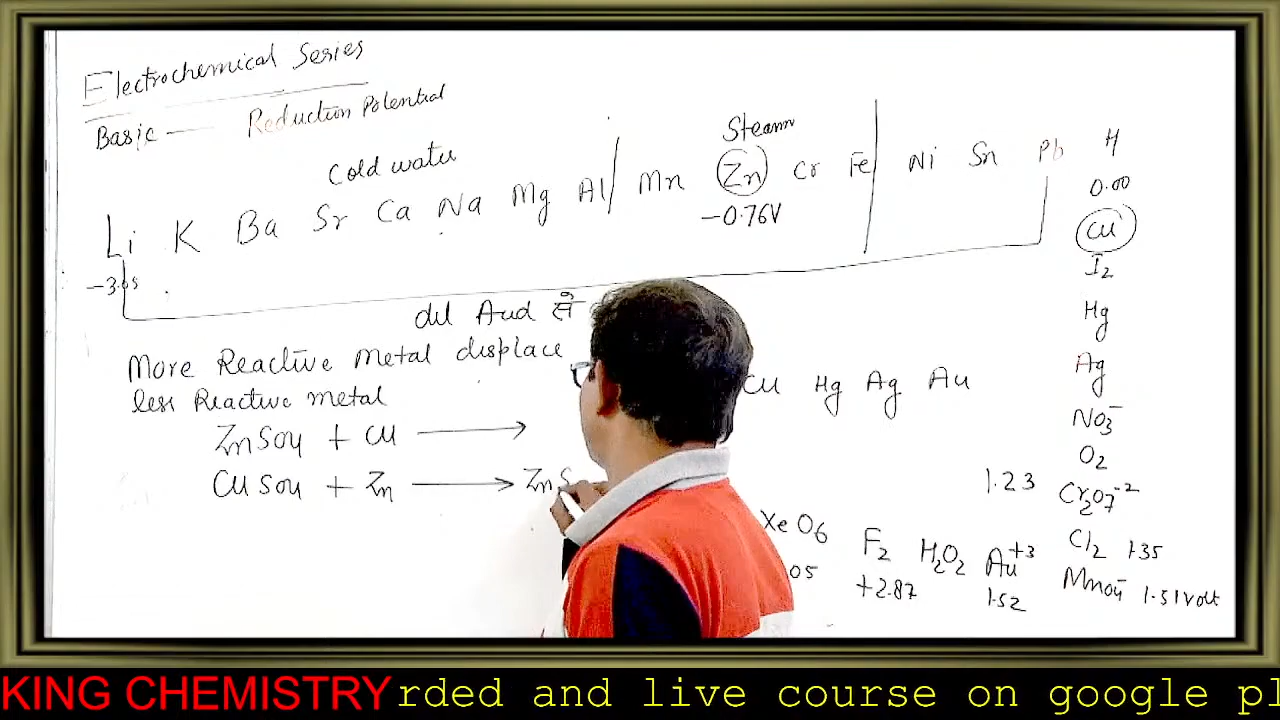 Electrochemical Series
Basic — Reduction Potential
Cold water
Steam
Li K Ba Sr Ca Na Mg Al Mn Zn Cr Fe Ni Sn Pb H
-0.76V
0.00
Cu
I2
Hg
Ag
NO3-
O2
1.23 Cr2O7-2
Cl2 1.35
Mno4- 1.51 volt
Au+3
1.52
H2O2
F2
+2.87
XeO6
.05
More Reactive metal displace
less Reactive metal
Cu Hg Ag Au
ZnSO4 + Cu ⟶
CuSO4 + Zn ⟶ ZnS
KING CHEMISTRY rded and live course on google pl